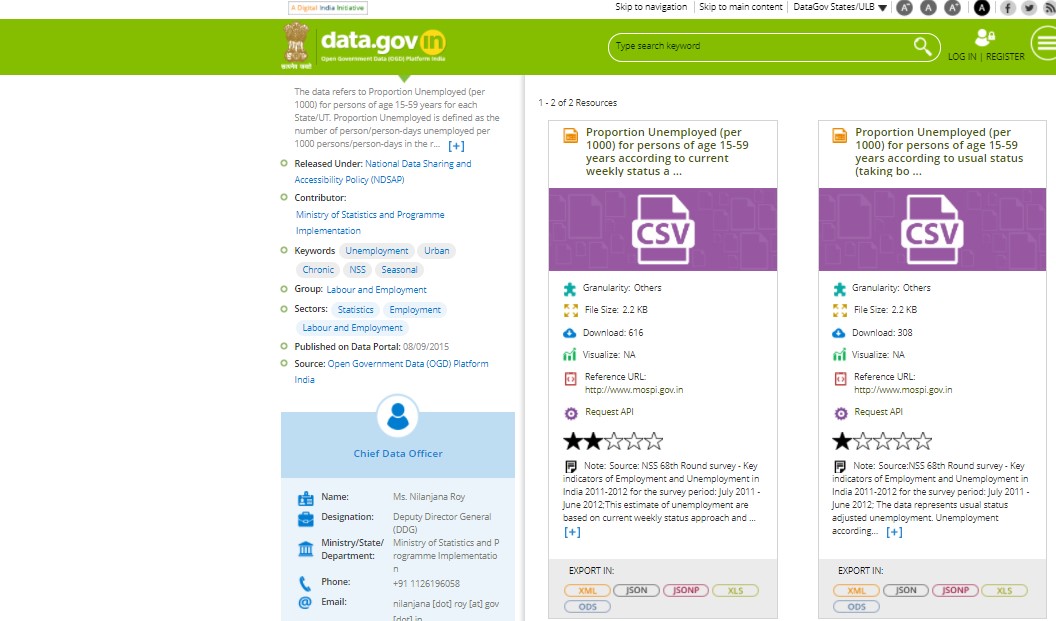 A Digital India Initiative
Skip to navigation | Skip to main content | DataGov States/ULB
A+ A A- A
data.gov in
Open Government Data (OGD) Platform India
सत्यमेव जयते
Type search keyword
LOG IN | REGISTER
The data refers to Proportion Unemployed (per
1000) for persons of age 15-59 years for each
State/UT. Proportion Unemployed is defined as the
number of person/person-days unemployed per
1000 persons/person-days in the r... [+]
Released Under: National Data Sharing and
Accessibility Policy (NDSAP)
Contributor:
Ministry of Statistics and Programme
Implementation
Keywords Unemployment Urban
Chronic NSS Seasonal
Group: Labour and Employment
Sectors: Statistics Employment
Labour and Employment
Published on Data Portal: 08/09/2015
Source: Open Government Data (OGD) Platform
India
Chief Data Officer
Name: Ms. Nilanjana Roy
Designation: Deputy Director General
(DDG)
Ministry/State/
Department:
Ministry of Statistics and P
rogramme Implementatio
n
Phone: +91 1126196058
Email: nilanjana [dot] roy [at] gov
[dot] in
1 - 2 of 2 Resources
Proportion Unemployed (per
1000) for persons of age 15-59
years according to current
weekly status a ...
CSV
Granularity: Others
File Size: 2.2 KB
Download: 616
Visualize: NA
Reference URL:
http://www.mospi.gov.in
Request API
Note: Source: NSS 68th Round survey - Key
indicators of Employment and Unemployment in
India 2011-2012 for the survey period: July 2011 -
June 2012;This estimate of unemployment are
based on current weekly status approach and ...
[+]
EXPORT IN:
XML JSON JSONP XLS
ODS
Proportion Unemployed (per
1000) for persons of age 15-59
years according to usual status
(taking bo ...
CSV
Granularity: Others
File Size: 2.2 KB
Download: 308
Visualize: NA
Reference URL:
http://www.mospi.gov.in
Request API
Note: Source:NSS 68th Round survey - Key
indicators of Employment and Unemployment in
India 2011-2012 for the survey period: July 2011 -
June 2012; The data represents usual status
adjusted unemployment. Unemployment
according... [+]
EXPORT IN:
XML JSON JSONP XLS
ODS